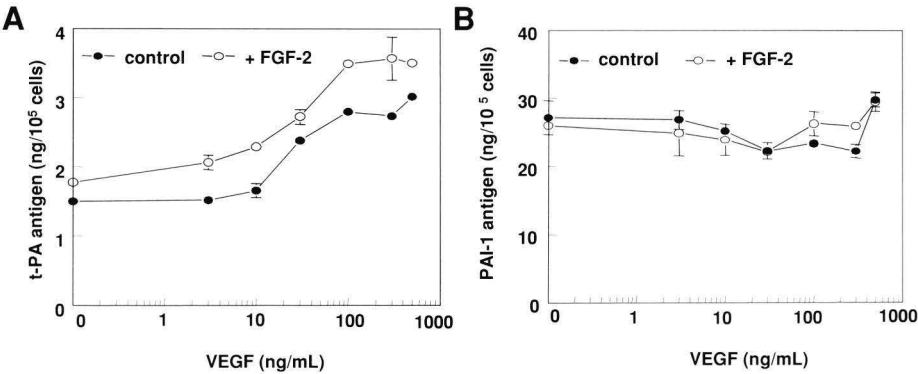 A
4
3
2
1
0
t-PA antigen (ng/10⁵ cells)
control
+ FGF-2
0 1 10 100 1000
VEGF (ng/mL)
B
40
30
20
10
0
PAI-1 antigen (ng/10 ⁵ cells)
control
+ FGF-2
0 1 10 100 1000
VEGF (ng/mL)